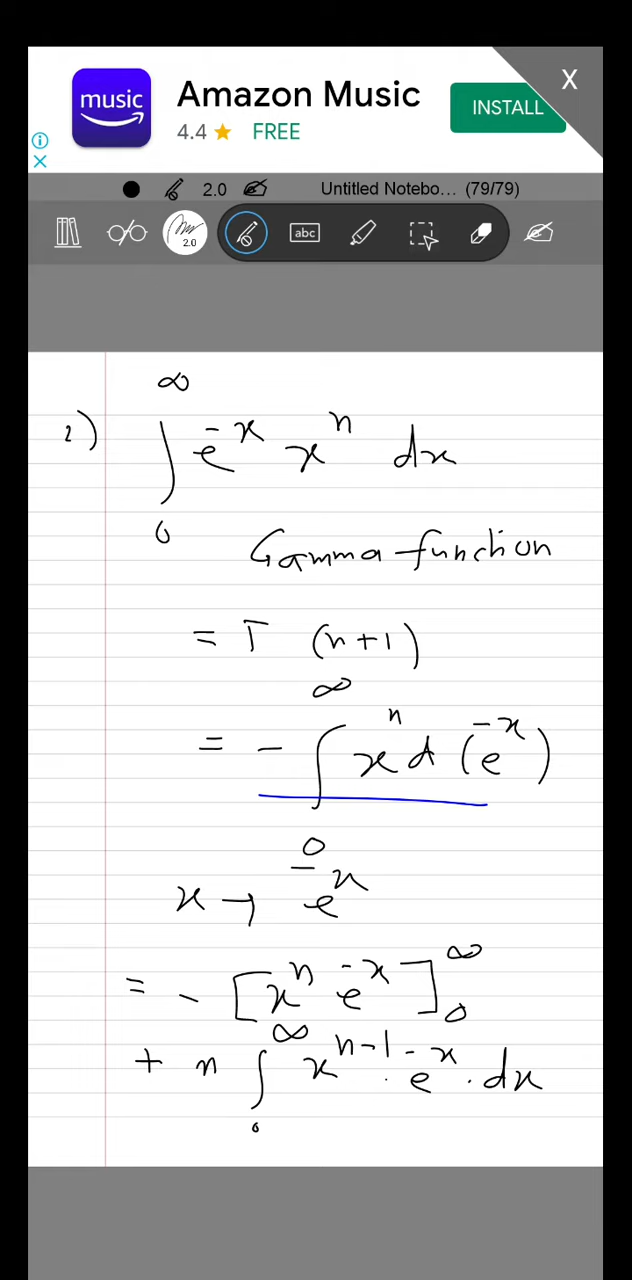 music
Amazon Music
4.4 ★ FREE
INSTALL
X
2.0 Untitled Notebo... (79/79)
2.0
abc
2) ∫₀^∞ e^-x x^n dx
Gamma function
= Γ (n+1)
= - ∫₀^∞ x^n d (e^-x)
x → e^-x
= - [x^n e^-x]₀^∞
+ n ∫₀^∞ x^n-1 . e^-x . dx